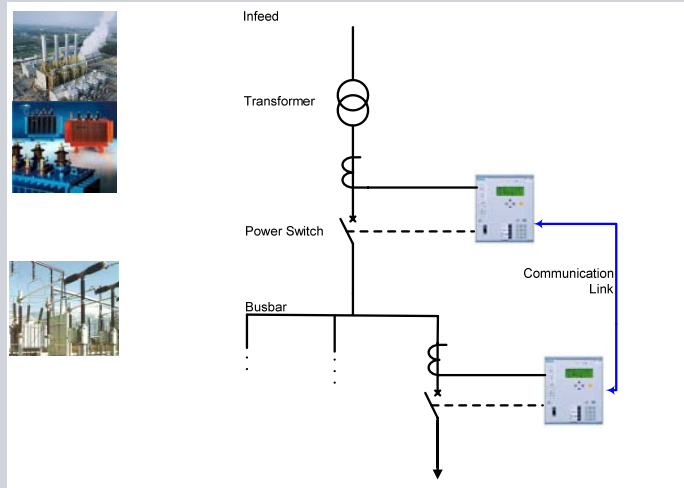 Infeed
Transformer
Power Switch
Communication
Link
Busbar